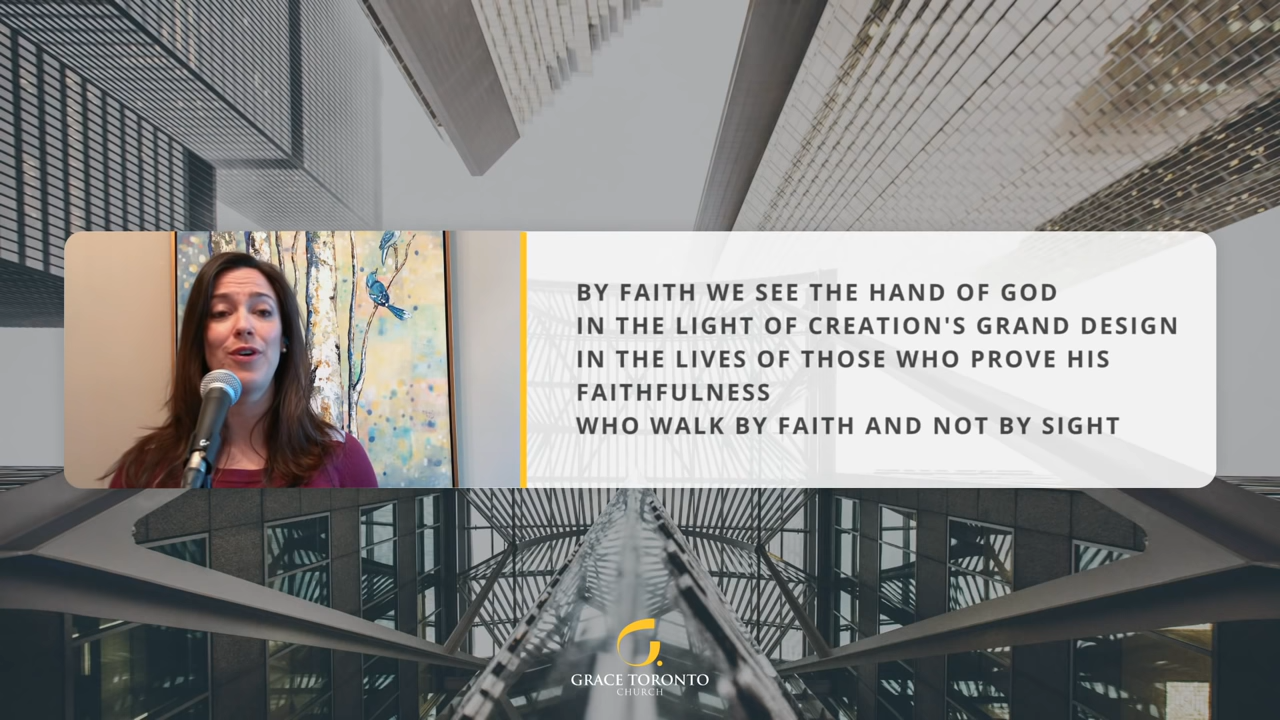 BY FAITH WE SEE THE HAND OF GOD
IN THE LIGHT OF CREATION'S GRAND DESIGN
IN THE LIVES OF THOSE WHO PROVE HIS
FAITHFULNESS
WHO WALK BY FAITH AND NOT BY SIGHT
GRACE TORONTO
CHURCH